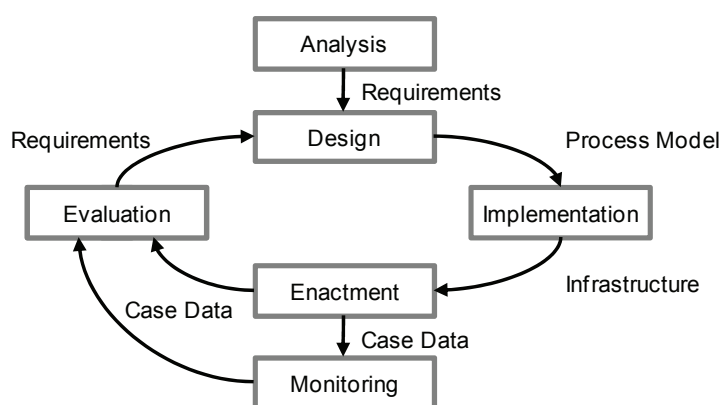 Analysis
Requirements
Requirements
Design
Process Model
Evaluation
Implementation
Enactment
Infrastructure
Case Data
Case Data
Monitoring